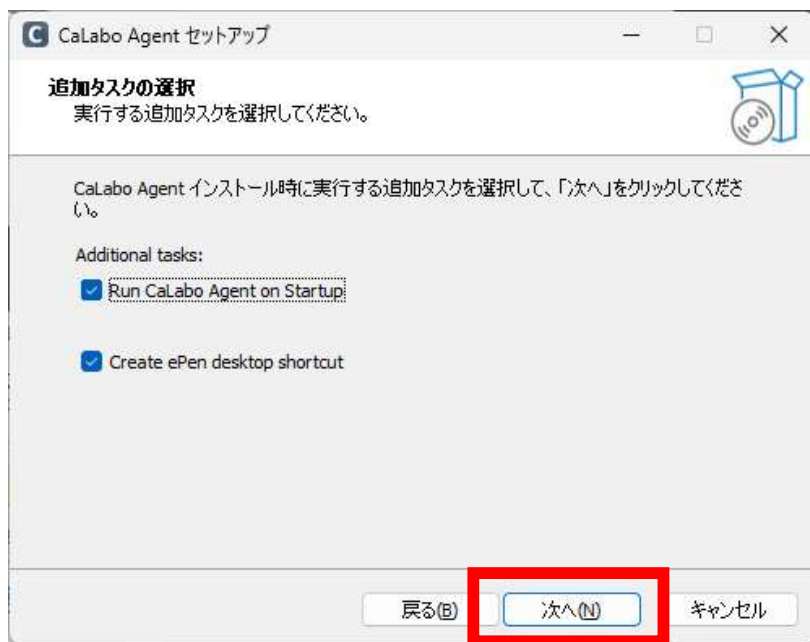 CaLabo Agent セットアップ
追加タスクの選択
実行する追加タスクを選択してください。
CaLabo Agent インストール時に実行する追加タスクを選択して、「次へ」をクリックしてくださ
い。
Additional tasks:
Run CaLabo Agent on Startup
Create ePen desktop shortcut
戻る(B) 次へ(N) キャンセル